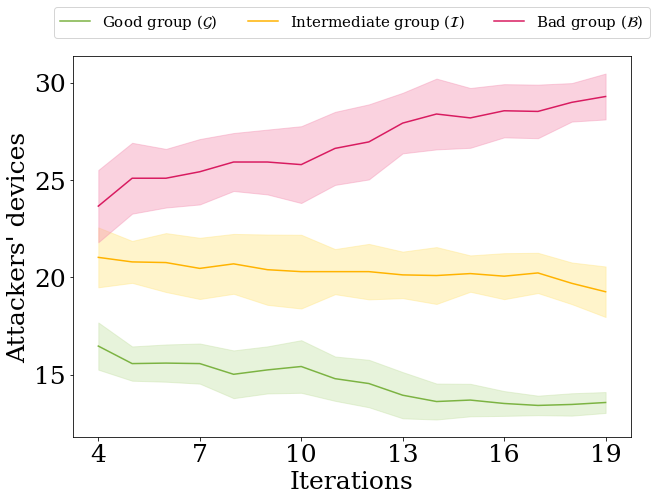 Good group (𝒢) Intermediate group (ℐ) Bad group (ℬ)
Attackers' devices
30
25
20
15
4 7 10 13 16 19
Iterations